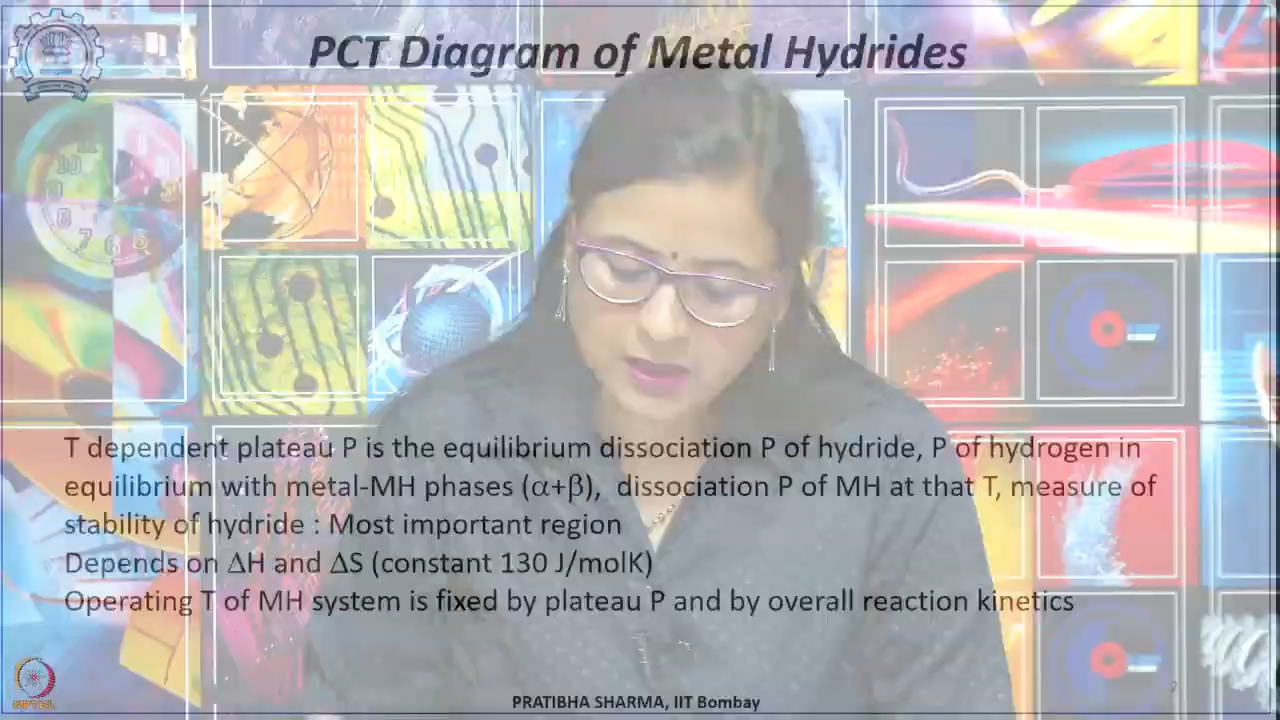 PCT Diagram of Metal Hydrides
T dependent plateau P is the equilibrium dissociation P of hydride, P of hydrogen in
equilibrium with metal-MH phases (α+β),  dissociation P of MH at that T, measure of
stability of hydride : Most important region
Depends on ΔH and ΔS (constant 130 J/molK)
Operating T of MH system is fixed by plateau P and by overall reaction kinetics
NPTEL
PRATIBHA SHARMA, IIT Bombay